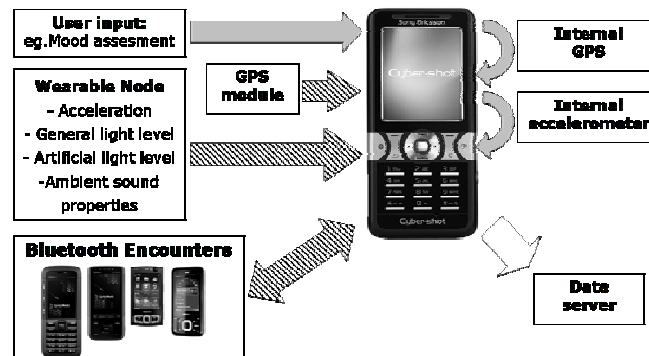 User input:
eg.Mood assesment
Wearable Node
- Acceleration
- General light level
- Artificial light level
-Ambient sound
properties
GPS
module
Bluetooth Encounters
Sony Ericsson
Cyber-shot
Cyber-shot
Internal
GPS
Internal
accelerometer
Data
server